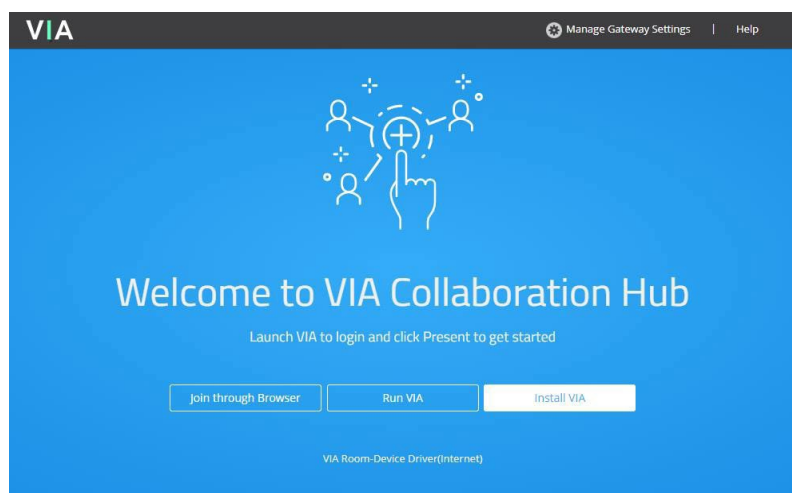 VIA Manage Gateway Settings | Help
Welcome to VIA Collaboration Hub
Launch VIA to login and click Present to get started
Join through Browser Run VIA Install VIA
VIA Room-Device Driver(Internet)